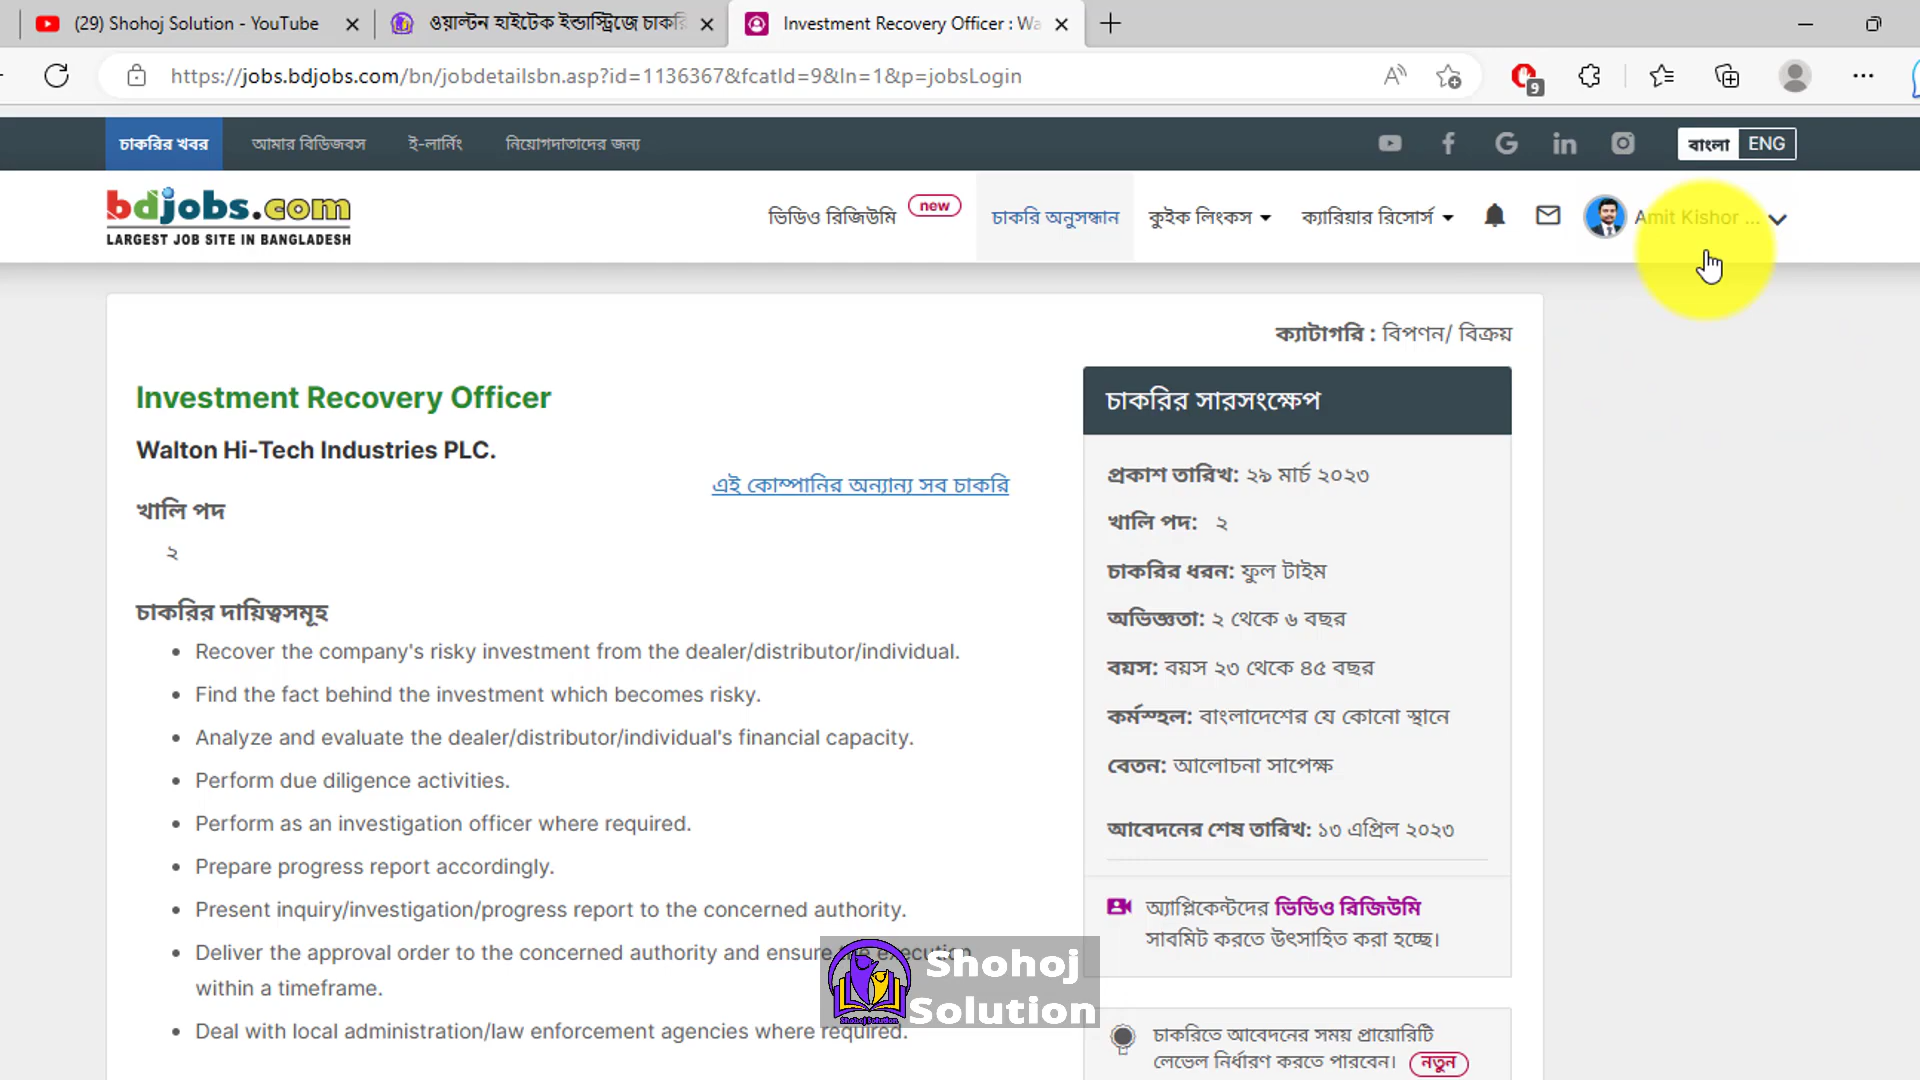 (29) Shohoj Solution - YouTube
ওয়াল্টন হাইটেক ইন্ডাস্ট্রিজে চাকরি
Investment Recovery Officer : Wa
https://jobs.bdjobs.com/bn/jobdetailsbn.asp?id=1136367&fcatId=9&ln=1&p=jobsLogin
9
চাকরির খবর
আমার বিডিজবস
ই-লার্নিং
নিয়োগদাতাদের জন্য
বাংলা ENG
bdjobs.com
LARGEST JOB SITE IN BANGLADESH
ভিডিও রিজিউমি new
চাকরি অনুসন্ধান
কুইক লিংকস
ক্যারিয়ার রিসোর্স
Amit Kishor ...
ক্যাটাগরি : বিপণন/ বিক্রয়
Investment Recovery Officer
Walton Hi-Tech Industries PLC.
এই কোম্পানির অন্যান্য সব চাকরি
খালি পদ
২
চাকরির দায়িত্বসমূহ
• Recover the company's risky investment from the dealer/distributor/individual.
• Find the fact behind the investment which becomes risky.
• Analyze and evaluate the dealer/distributor/individual's financial capacity.
• Perform due diligence activities.
• Perform as an investigation officer where required.
• Prepare progress report accordingly.
• Present inquiry/investigation/progress report to the concerned authority.
• Deliver the approval order to the concerned authority and ensure the execution
within a timeframe.
• Deal with local administration/law enforcement agencies where required.
চাকরির সারসংক্ষেপ
প্রকাশ তারিখ: ২৯ মার্চ ২০২৩
খালি পদ: ২
চাকরির ধরন: ফুল টাইম
অভিজ্ঞতা: ২ থেকে ৬ বছর
বয়স: বয়স ২৩ থেকে ৪৫ বছর
কর্মস্হল: বাংলাদেশের যে কোনো স্থানে
বেতন: আলোচনা সাপেক্ষ
আবেদনের শেষ তারিখ: ১৩ এপ্রিল ২০২৩
অ্যাপ্লিকেন্টদের ভিডিও রিজিউমি
সাবমিট করতে উৎসাহিত করা হচ্ছে।
চাকরিতে আবেদনের সময় প্রায়োরিটি
লেভেল নির্ধারণ করতে পারবেন। নতুন
Shohoj
Solution
Shohoj Solution